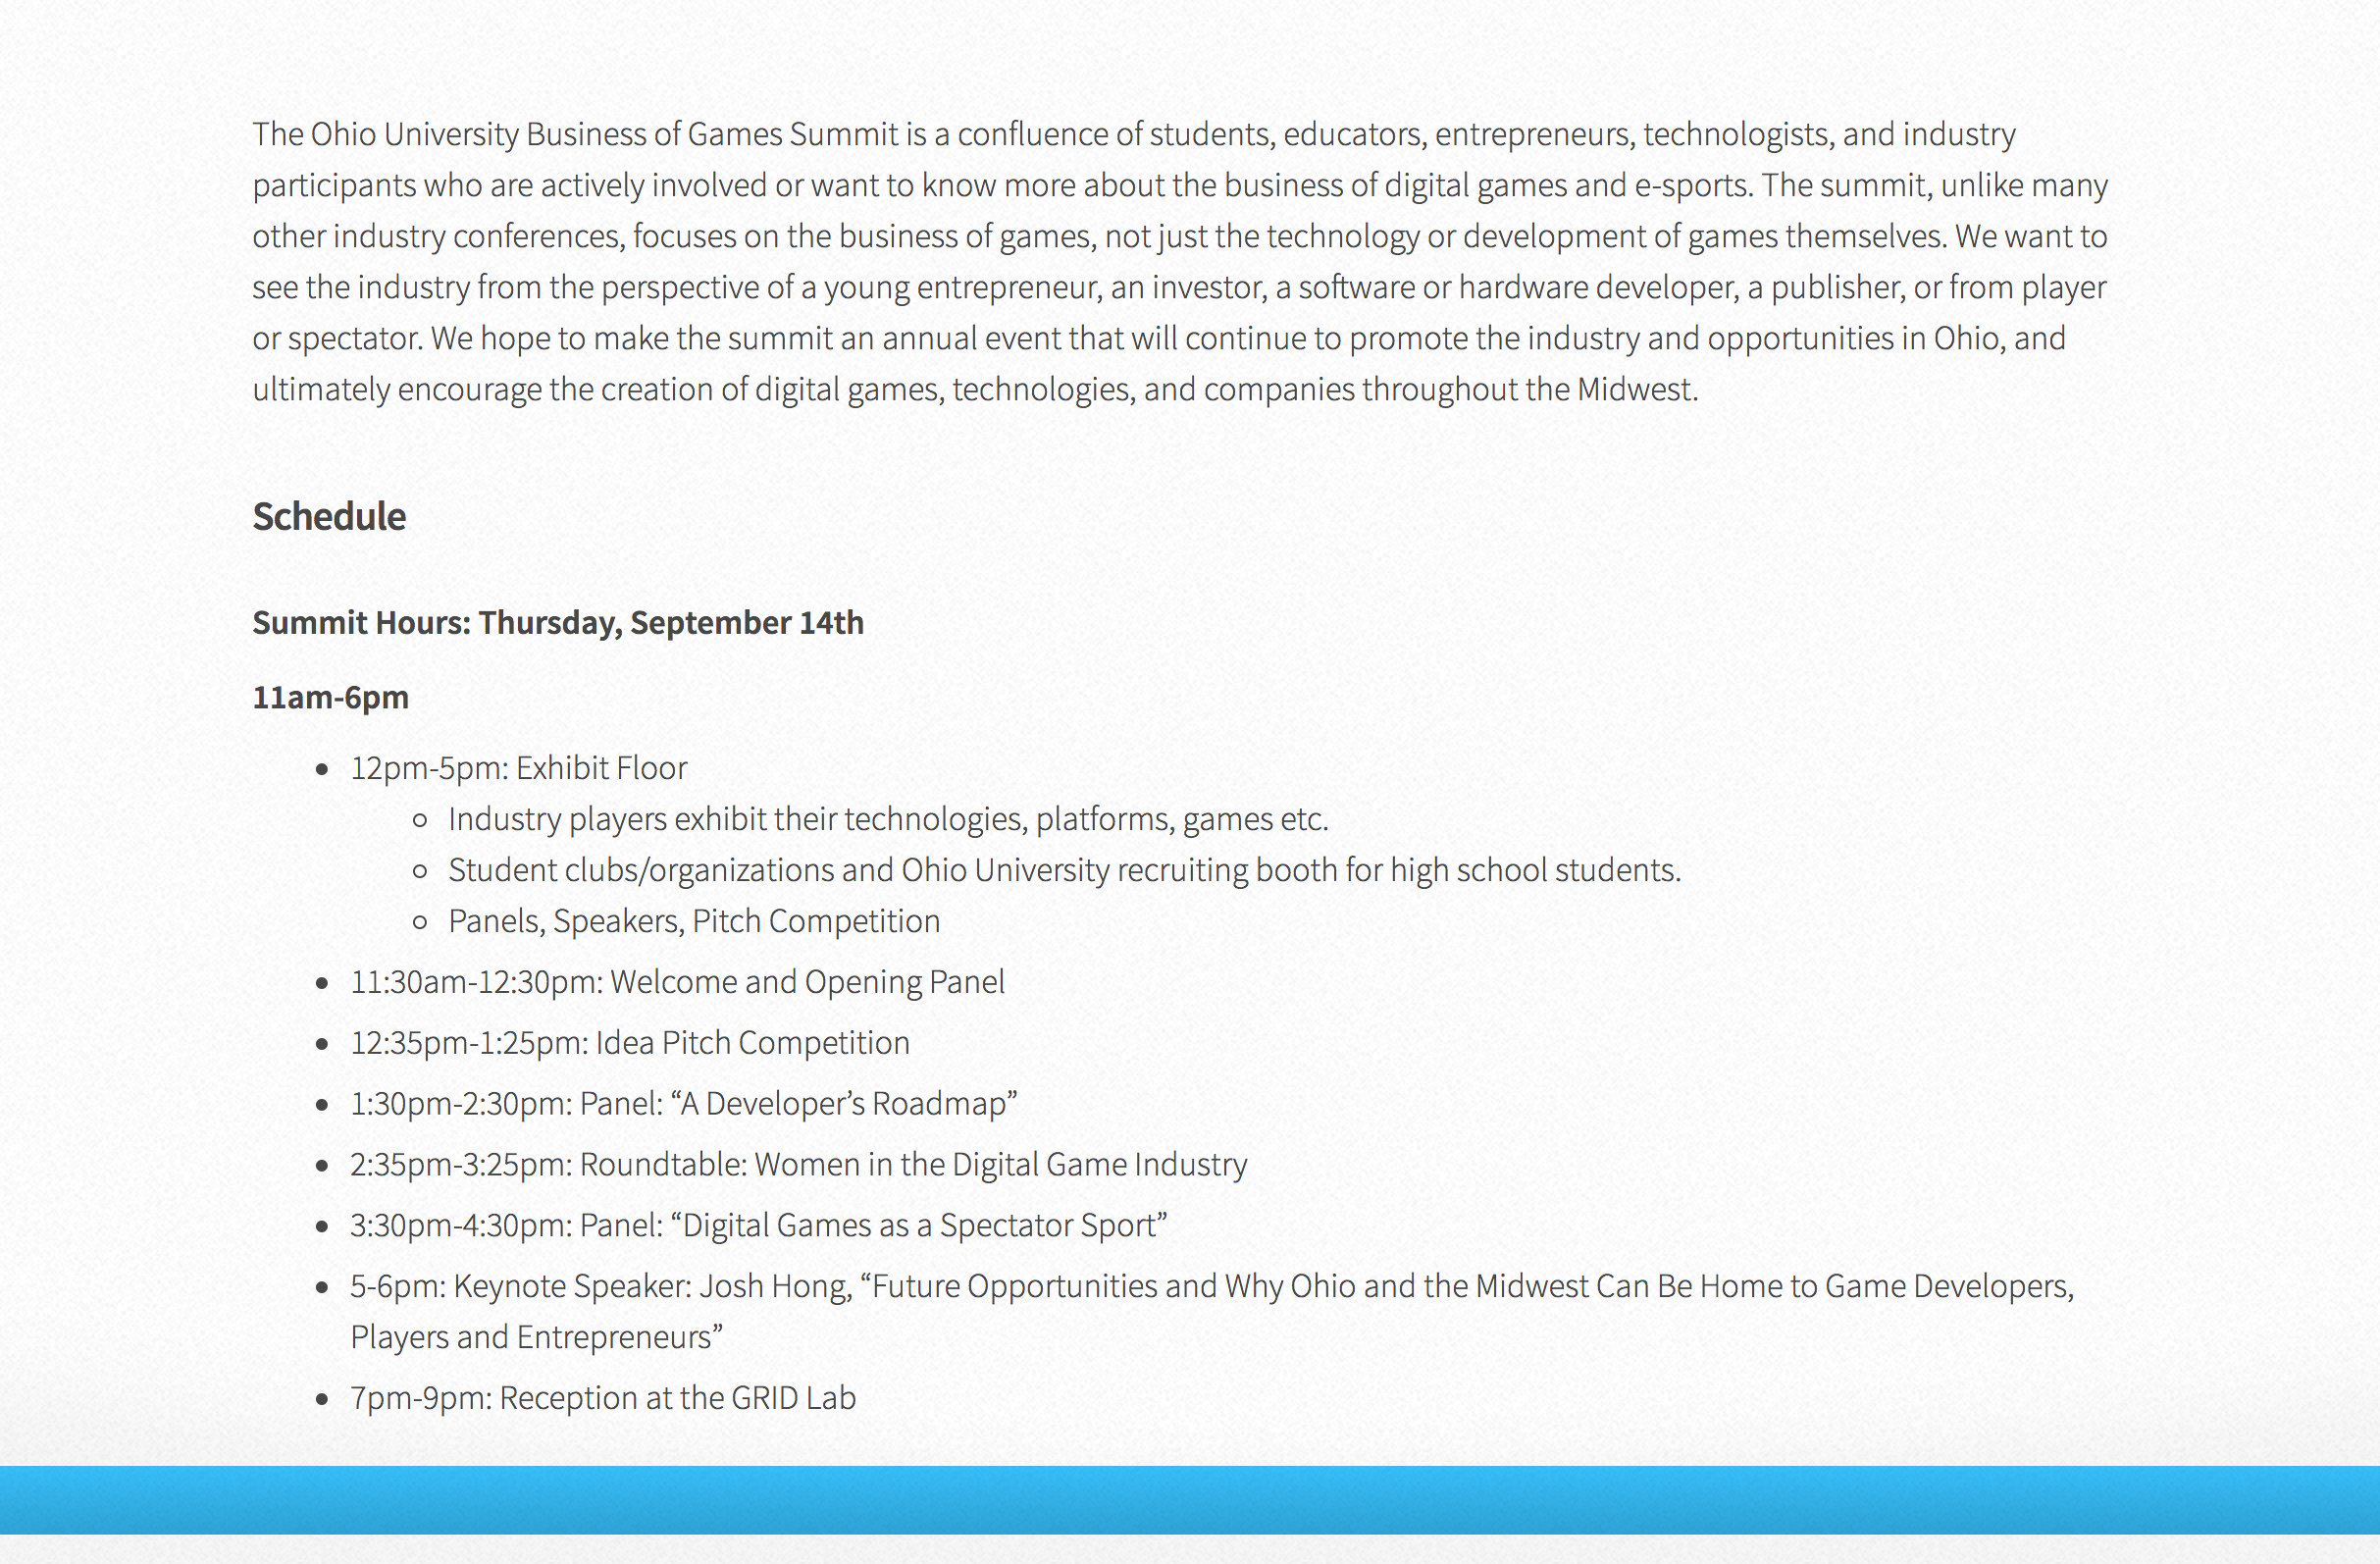 The Ohio University Business of Games Summit is a confluence of students, educators, entrepreneurs, technologists, and industry
participants who are actively involved or want to know more about the business of digital games and e-sports. The summit, unlike many
other industry conferences, focuses on the business of games, not just the technology or development of games themselves. We want to
see the industry from the perspective of a young entrepreneur, an investor, a software or hardware developer, a publisher, or from player
or spectator. We hope to make the summit an annual event that will continue to promote the industry and opportunities in Ohio, and
ultimately encourage the creation of digital games, technologies, and companies throughout the Midwest.
Schedule
Summit Hours: Thursday, September 14th
11am-6pm
• 12pm-5pm: Exhibit Floor
◦ Industry players exhibit their technologies, platforms, games etc.
◦ Student clubs/organizations and Ohio University recruiting booth for high school students.
◦ Panels, Speakers, Pitch Competition
• 11:30am-12:30pm: Welcome and Opening Panel
• 12:35pm-1:25pm: Idea Pitch Competition
• 1:30pm-2:30pm: Panel: “A Developer’s Roadmap”
• 2:35pm-3:25pm: Roundtable: Women in the Digital Game Industry
• 3:30pm-4:30pm: Panel: “Digital Games as a Spectator Sport”
• 5-6pm: Keynote Speaker: Josh Hong, “Future Opportunities and Why Ohio and the Midwest Can Be Home to Game Developers,
Players and Entrepreneurs”
• 7pm-9pm: Reception at the GRID Lab